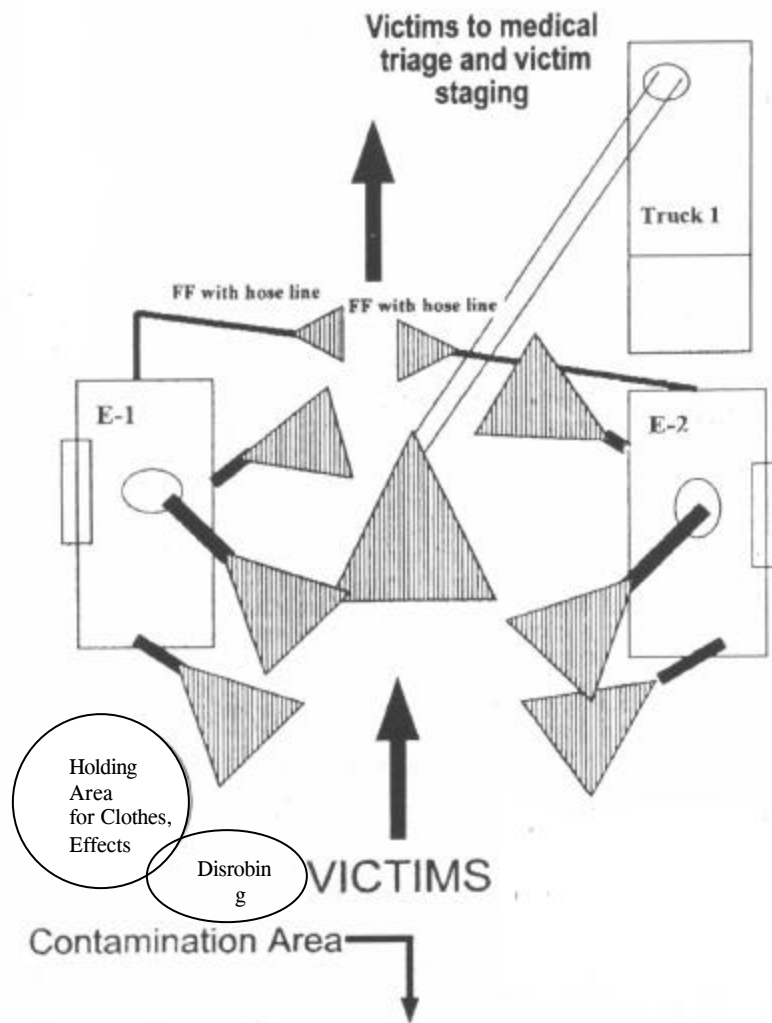 Victims to medical
triage and victim
staging
Truck 1
FF with hose line
FF with hose line
E-1
E-2
Holding
Area
for Clothes,
Effects
Disrobin
g
VICTIMS
Contamination Area